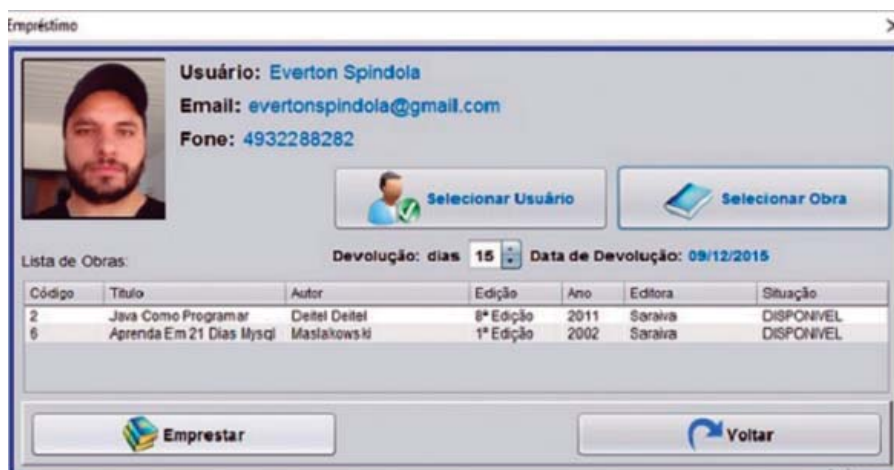 Empréstimo
Usuário: Everton Spindola
Email: evertonspindola@gmail.com
Fone: 4932288282
Selecionar Usuário Selecionar Obra
Lista de Obras: Devolução: dias 15 Data de Devolução: 09/12/2015
Código Título Autor Edição Ano Editora Situação
2 Java Como Programar Deitel Deitel 8ª Edição 2011 Saraiva DISPONIVEL
6 Aprenda Em 21 Dias Mysql Maslakowski 1ª Edição 2002 Saraiva DISPONIVEL
Emprestar Voltar